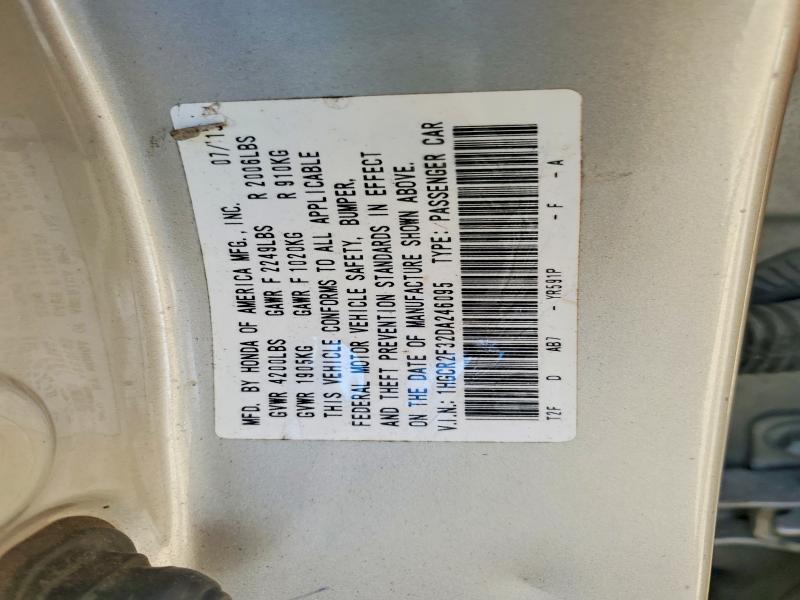 MFD. BY HONDA OF AMERICA MFG., INC. 07/13
GVWR 4200LBS GAWR F 2249LBS R 2006LBS
GVWR 1905KG GAWR F 1020KG R 910KG
THIS VEHICLE CONFORMS TO ALL APPLICABLE
FEDERAL MOTOR VEHICLE SAFETY, BUMPER,
AND THEFT PREVENTION STANDARDS IN EFFECT
ON THE DATE OF MANUFACTURE SHOWN ABOVE.
V.I.N.: 1HGCR2F32DA246095 TYPE: PASSENGER CAR
T2F D AB7 - YR591P - F - A